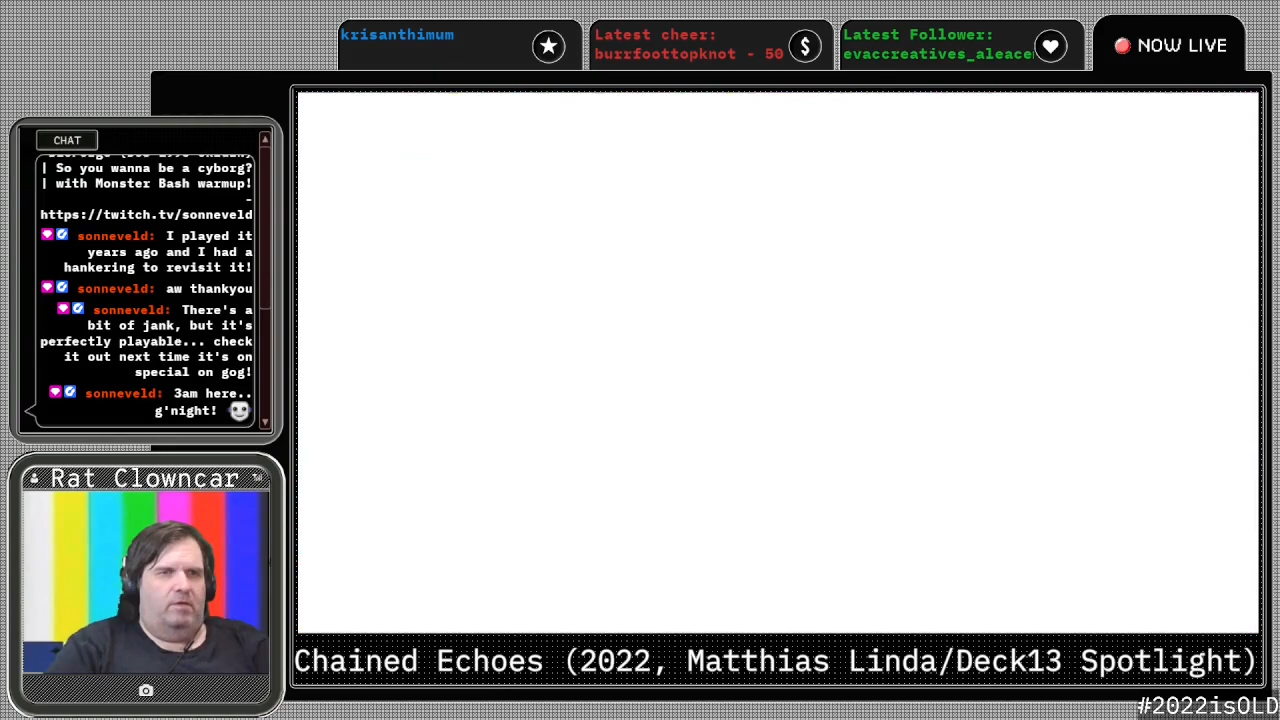 krisanthimum
Latest cheer:
burrfoottopknot - 50
Latest Follower:
evaccreatives_aleace
NOW LIVE
CHAT
| So you wanna be a cyborg?
| with Monster Bash warmup!
-
https://twitch.tv/sonneveld
sonneveld: I played it
years ago and I had a
hankering to revisit it!
sonneveld: aw thankyou
sonneveld: There's a
bit of jank, but it's
perfectly playable... check
it out next time it's on
special on gog!
sonneveld: 3am here..
g'night!
Rat Clowncar
Chained Echoes (2022, Matthias Linda/Deck13 Spotlight)
#2022isOLD